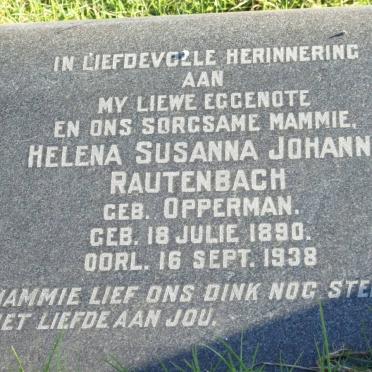 IN LIEFDEVOLLE HERINNERING
AAN
MY LIEWE EGGENOTE
EN ONS SORGSAME MAMMIE.
HELENA SUSANNA JOHANN
RAUTENBACH
GEB. OPPERMAN.
GEB. 18 JULIE 1890.
OORL. 16 SEPT. 1938
MAMMIE LIEF ONS DINK NOG STE
MET LIEFDE AAN JOU.